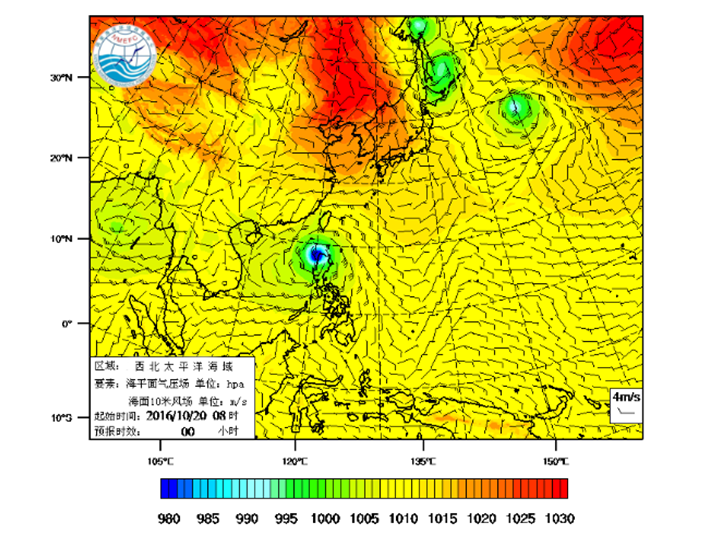 NMEFC
30°N
20°N
10°N
0°
10°S
区域： 西北太平洋海域
要素：海平面气压场 单位：hpa
海面10米风场 单位：m/s
起始时间：2016/10/20 08时
预报时效： 00 小时
4m/s
105°E 120°E 135°E 150°E
980 985 990 995 1000 1005 1010 1015 1020 1025 1030